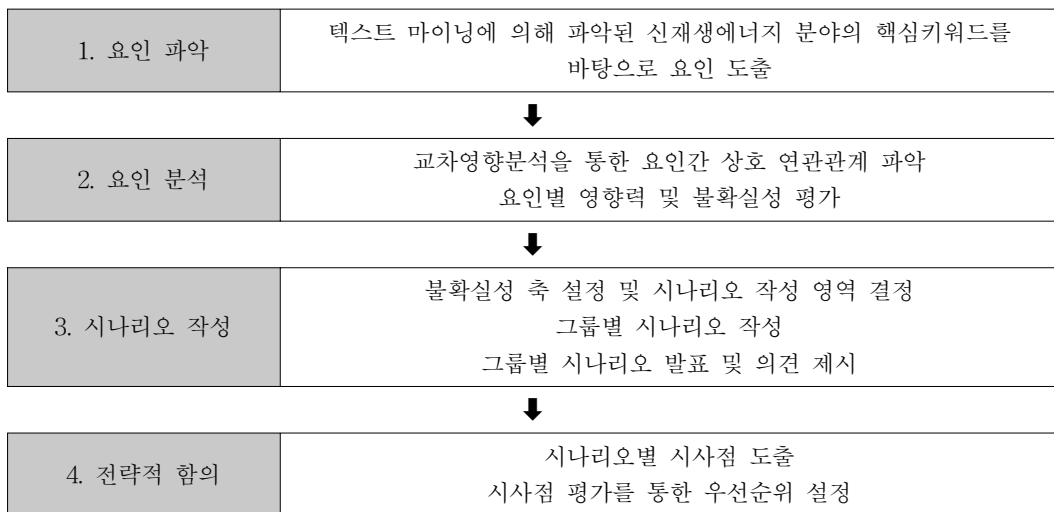 1. 요인 파악
텍스트 마이닝에 의해 파악된 신재생에너지 분야의 핵심키워드를
바탕으로 요인 도출
2. 요인 분석
교차영향분석을 통한 요인간 상호 연관관계 파악
요인별 영향력 및 불확실성 평가
3. 시나리오 작성
불확실성 축 설정 및 시나리오 작성 영역 결정
그룹별 시나리오 작성
그룹별 시나리오 발표 및 의견 제시
4. 전략적 함의
시나리오별 시사점 도출
시사점 평가를 통한 우선순위 설정